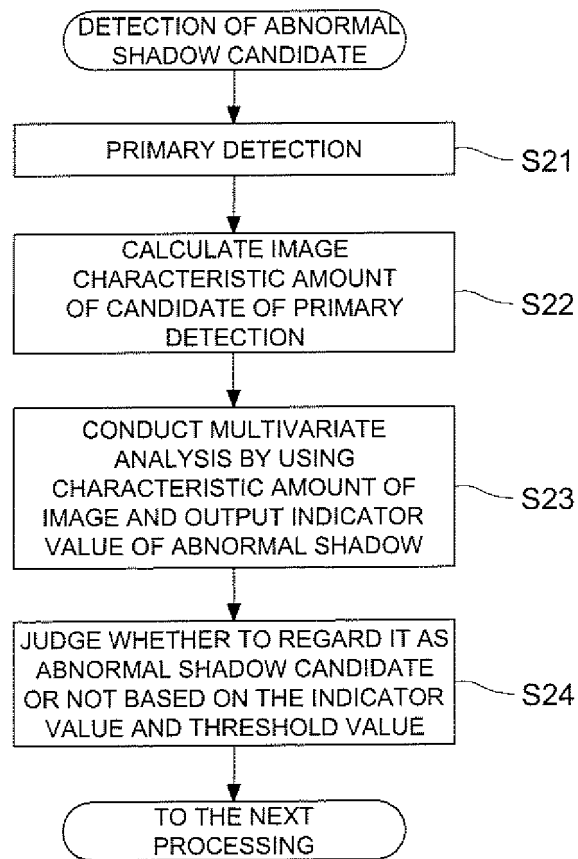 DETECTION OF ABNORMAL
SHADOW CANDIDATE
PRIMARY DETECTION
S21
CALCULATE IMAGE
CHARACTERISTIC AMOUNT
OF CANDIDATE OF PRIMARY
DETECTION
S22
CONDUCT MULTIVARIATE
ANALYSIS BY USING
CHARACTERISTIC AMOUNT OF
IMAGE AND OUTPUT INDICATOR
VALUE OF ABNORMAL SHADOW
S23
JUDGE WHETHER TO REGARD IT AS
ABNORMAL SHADOW CANDIDATE
OR NOT BASED ON THE INDICATOR
VALUE AND THRESHOLD VALUE
S24
TO THE NEXT
PROCESSING